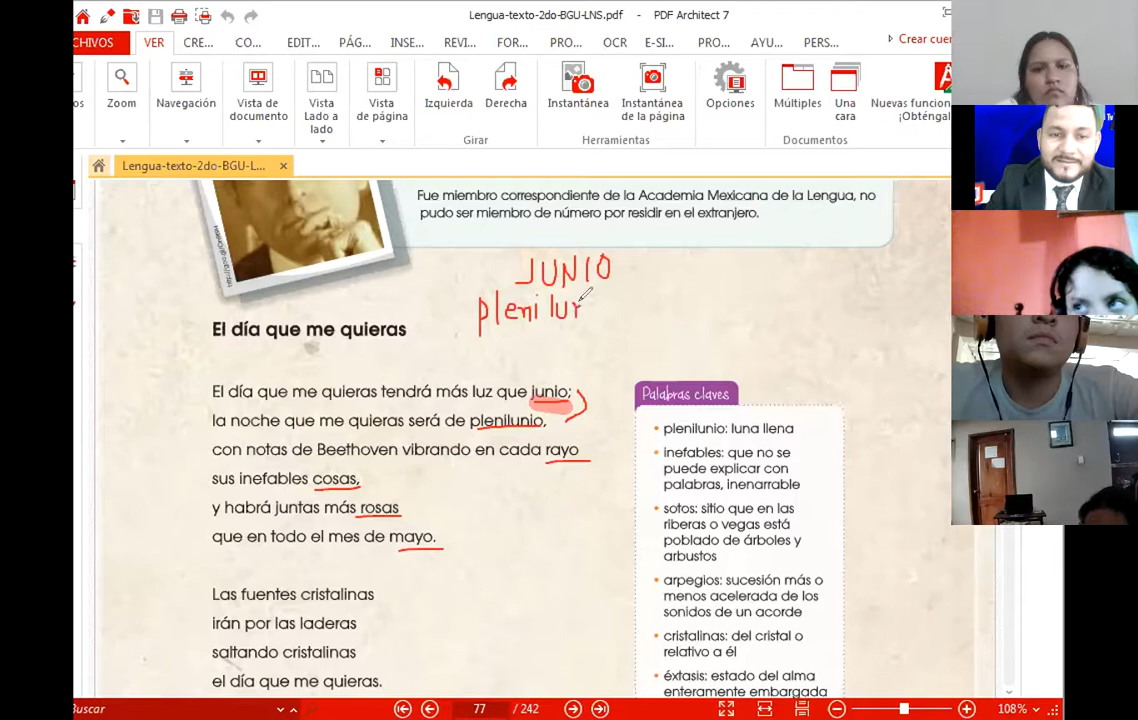 Lengua-texto-2do-BGU-LNS.pdf - PDF Architect 7
CHIVOS VER CRE... CO... EDIT... PÁG... INSE... REVI... FOR... PRO... OCR E-SI... PRO... AYU... PERS... Crear cuer
os Zoom Navegación Vista de documento Vista Lado a lado Vista de página Izquierda Derecha Instantánea Instantánea de la página Opciones Múltiples Una cara Nuevas funcion ¡Obténgal
Girar Herramientas Documentos
Lengua-texto-2do-BGU-LN... ×
Fue miembro correspondiente de la Academia Mexicana de la Lengua, no
pudo ser miembro de número por residir en el extranjero.
JUNIO
plenilur
El día que me quieras
El día que me quieras tendrá más luz que junio;
la noche que me quieras será de plenilunio,
con notas de Beethoven vibrando en cada rayo
sus inefables cosas,
y habrá juntas más rosas
que en todo el mes de mayo.
Las fuentes cristalinas
irán por las laderas
saltando cristalinas
el día que me quieras.
Palabras claves
• plenilunio: luna llena
• inefables: que no se
puede explicar con
palabras, inenarrable
• sotos: sitio que en las
riberas o vegas está
poblado de árboles y
arbustos
• arpegios: sucesión más o
menos acelerada de los
sonidos de un acorde
• cristalinas: del cristal o
relativo a él
• éxtasis: estado del alma
enteramente embargada
Buscar 77 / 242 108%